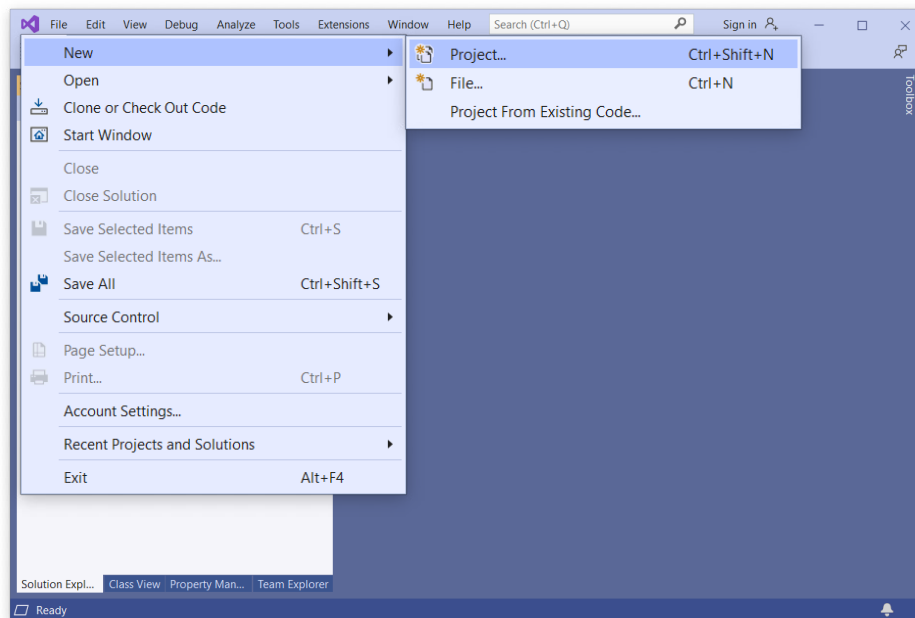 File Edit View Debug Analyze Tools Extensions Window Help Search (Ctrl+Q) Sign in
New
Project... Ctrl+Shift+N
Open
File... Ctrl+N
Clone or Check Out Code
Project From Existing Code...
Start Window
Toolbox
Close
Close Solution
Save Selected Items Ctrl+S
Save Selected Items As...
Save All Ctrl+Shift+S
Source Control
Page Setup...
Print... Ctrl+P
Account Settings...
Recent Projects and Solutions
Exit Alt+F4
Solution Expl... Class View Property Man... Team Explorer
Ready